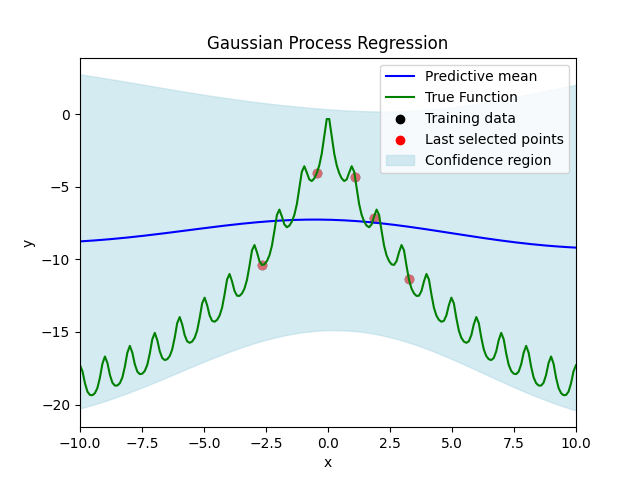 Gaussian Process Regression
Predictive mean
True Function
Training data
Last selected points
Confidence region
y
0
−5
−10
−15
−20
−10.0 −7.5 −5.0 −2.5 0.0 2.5 5.0 7.5 10.0
x